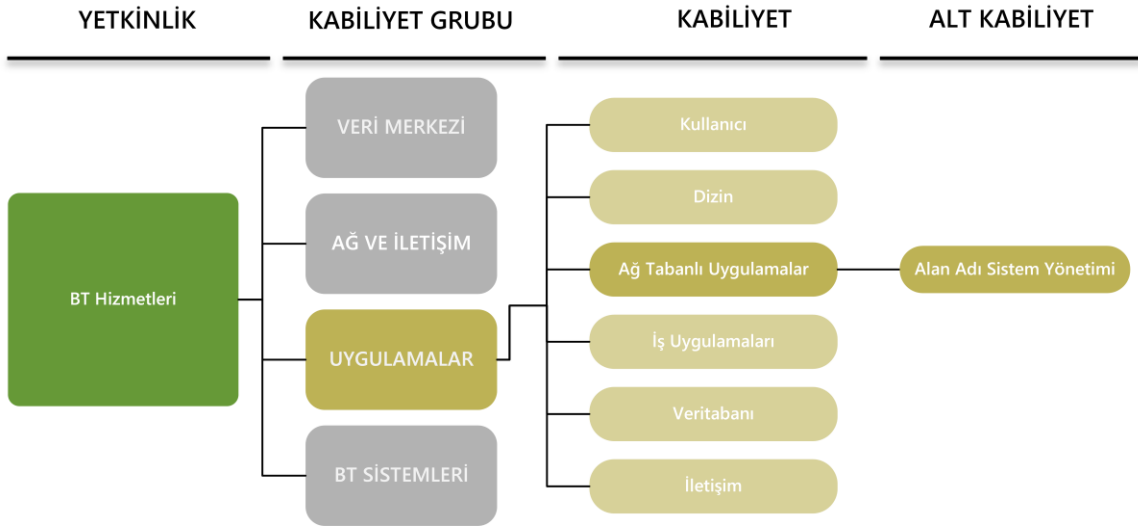 YETKİNLİK
KABİLİYET GRUBU
KABİLİYET
ALT KABİLİYET
BT Hizmetleri
VERİ MERKEZİ
AĞ VE İLETİŞİM
UYGULAMALAR
BT SİSTEMLERİ
Kullanıcı
Dizin
Ağ Tabanlı Uygulamalar
İş Uygulamaları
Veritabanı
İletişim
Alan Adı Sistem Yönetimi